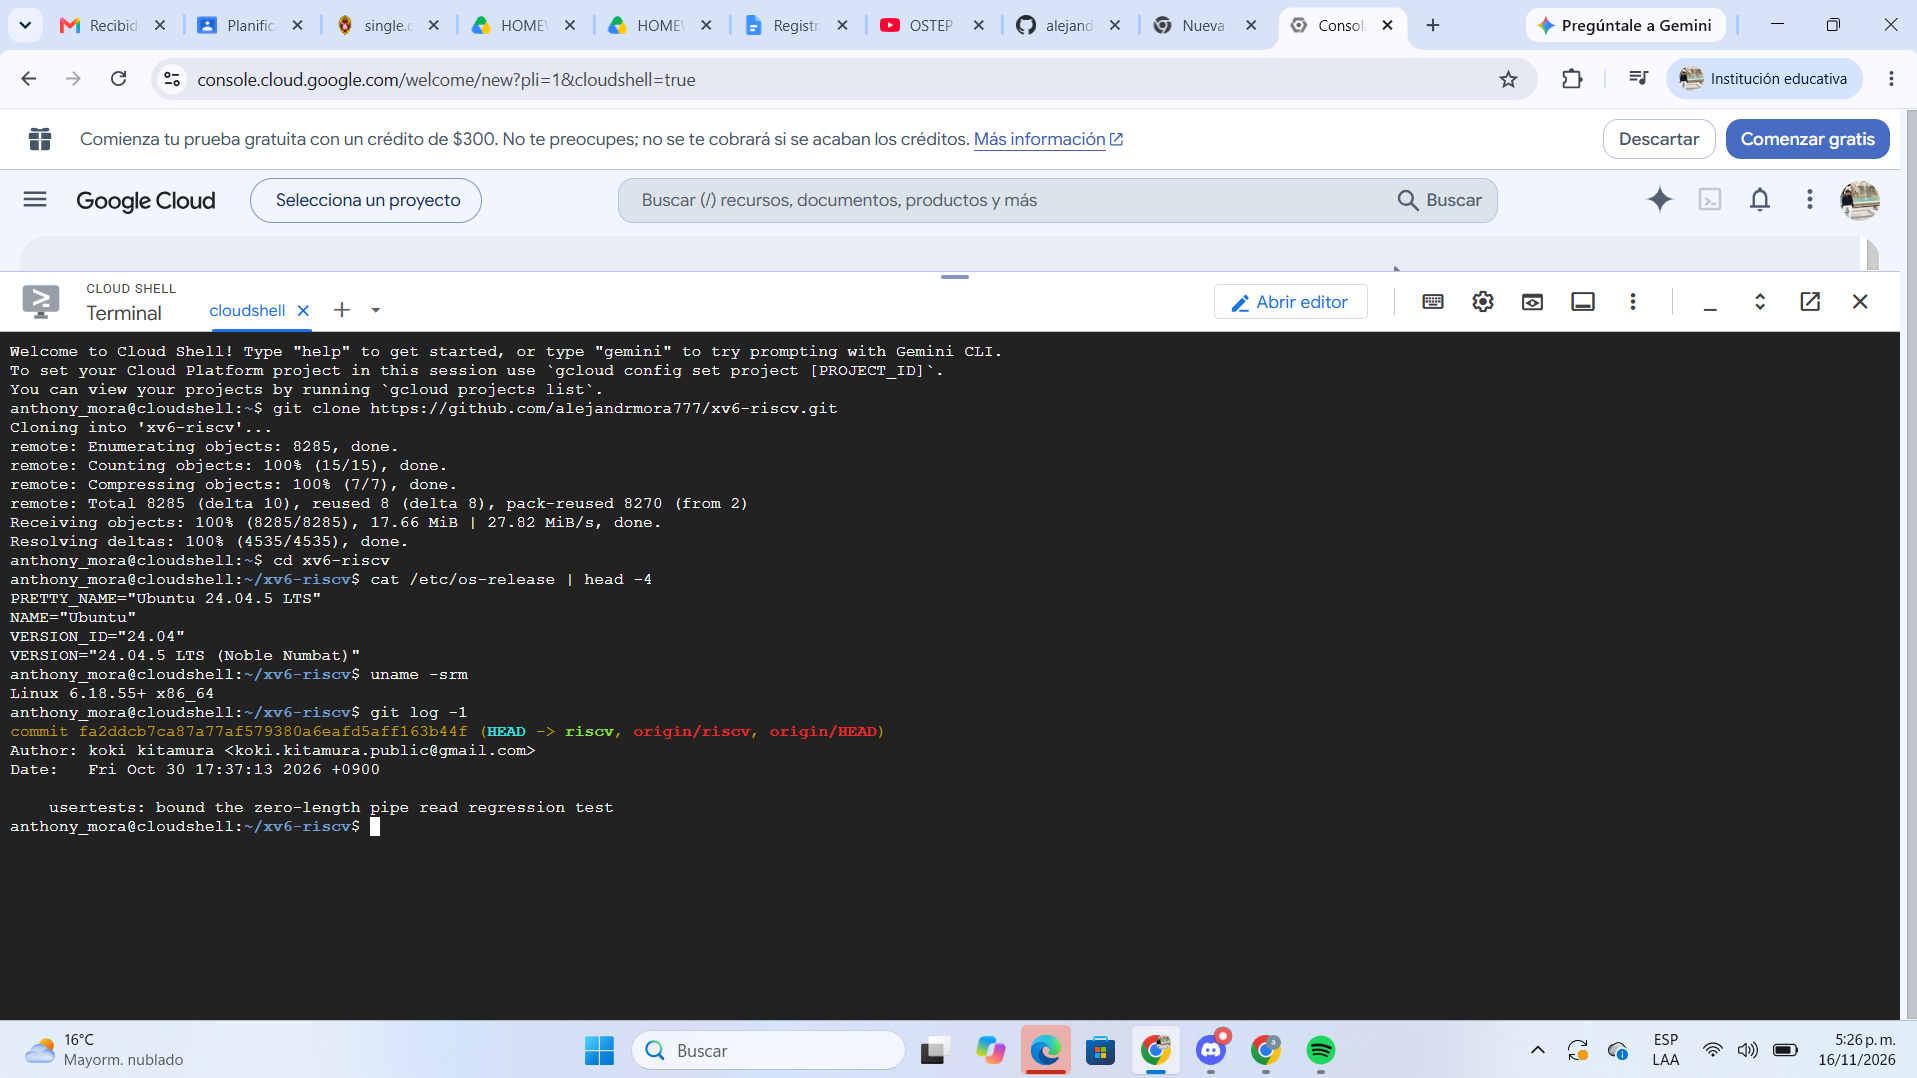 Recibid
Planific
single.c
HOMEW
HOMEW
Registr
OSTEP
alejand
Nueva
Consol
Pregúntale a Gemini
console.cloud.google.com/welcome/new?pli=1&cloudshell=true
Institución educativa
Comienza tu prueba gratuita con un crédito de $300. No te preocupes; no se te cobrará si se acaban los créditos. Más información
Descartar
Comenzar gratis
Google Cloud
Selecciona un proyecto
Buscar (/) recursos, documentos, productos y más
Buscar
CLOUD SHELL
Terminal
cloudshell
Abrir editor
Welcome to Cloud Shell! Type "help" to get started, or type "gemini" to try prompting with Gemini CLI.
To set your Cloud Platform project in this session use `gcloud config set project [PROJECT_ID]`.
You can view your projects by running `gcloud projects list`.
anthony_mora@cloudshell:~$ git clone https://github.com/alejandrmora777/xv6-riscv.git
Cloning into 'xv6-riscv'...
remote: Enumerating objects: 8285, done.
remote: Counting objects: 100% (15/15), done.
remote: Compressing objects: 100% (7/7), done.
remote: Total 8285 (delta 10), reused 8 (delta 8), pack-reused 8270 (from 2)
Receiving objects: 100% (8285/8285), 17.66 MiB | 27.82 MiB/s, done.
Resolving deltas: 100% (4535/4535), done.
anthony_mora@cloudshell:~$ cd xv6-riscv
anthony_mora@cloudshell:~/xv6-riscv$ cat /etc/os-release | head -4
PRETTY_NAME="Ubuntu 24.04.5 LTS"
NAME="Ubuntu"
VERSION_ID="24.04"
VERSION="24.04.5 LTS (Noble Numbat)"
anthony_mora@cloudshell:~/xv6-riscv$ uname -srm
Linux 6.18.55+ x86_64
anthony_mora@cloudshell:~/xv6-riscv$ git log -1
commit fa2ddcb7ca87a77af579380a6eafd5aff163b44f (HEAD -> riscv, origin/riscv, origin/HEAD)
Author: koki kitamura <koki.kitamura.public@gmail.com>
Date:   Fri Oct 30 17:37:13 2026 +0900
usertests: bound the zero-length pipe read regression test
anthony_mora@cloudshell:~/xv6-riscv$
16°C
Mayorm. nublado
Buscar
ESP
LAA
5:26 p. m.
16/11/2026